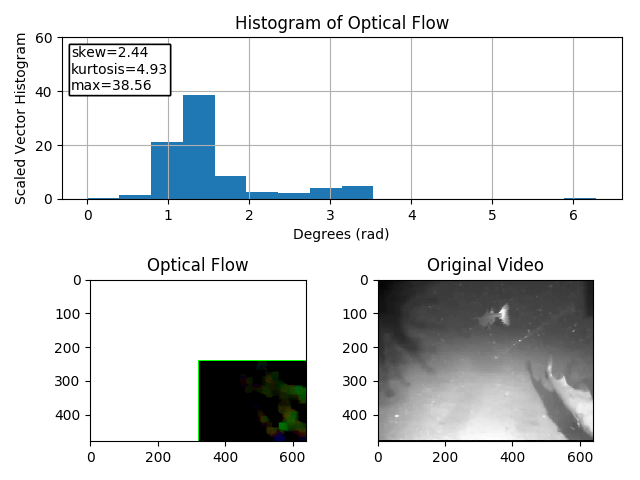 Histogram of Optical Flow
Scaled Vector Histogram
60
40
20
0
skew=2.44
kurtosis=4.93
max=38.56
0 1 2 3 4 5 6
Degrees (rad)
Optical Flow
0
100
200
300
400
0 200 400 600
Original Video
0
100
200
300
400
0 200 400 600